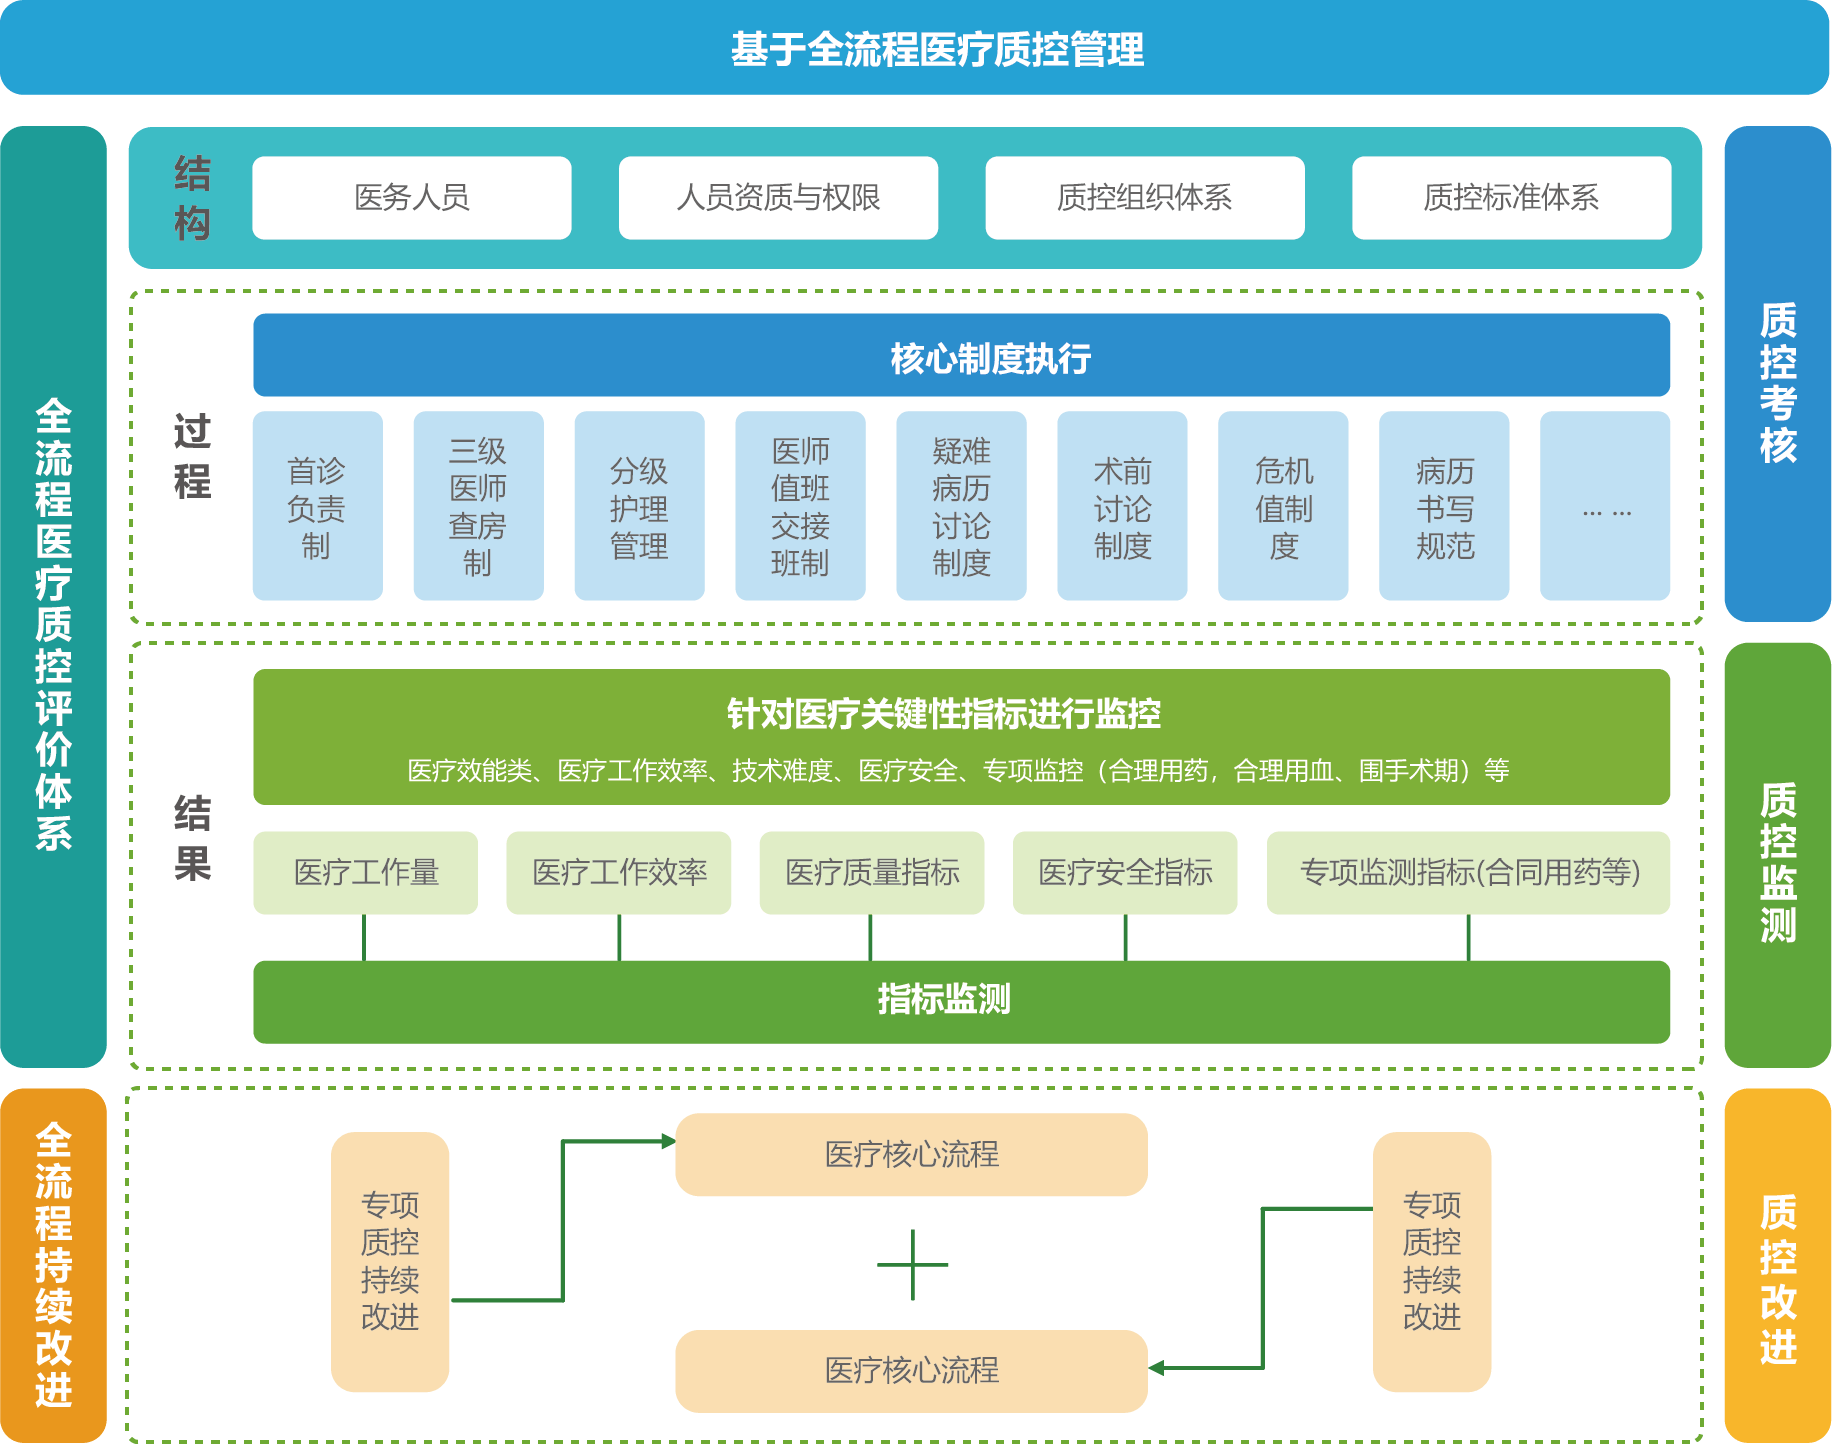 基于全流程医疗质控管理
全流程医疗质控评价体系
结构
医务人员
人员资质与权限
质控组织体系
质控标准体系
质控考核
过程
核心制度执行
首诊
负责
制
三级
医师
查房
制
分级
护理
管理
医师
值班
交接
班制
疑难
病历
讨论
制度
术前
讨论
制度
危机
值制
度
病历
书写
规范
... ...
结果
针对医疗关键性指标进行监控
医疗效能类、医疗工作效率、技术难度、医疗安全、专项监控（合理用药，合理用血、围手术期）等
医疗工作量
医疗工作效率
医疗质量指标
医疗安全指标
专项监测指标(合同用药等)
指标监测
质控监测
全流程持续改进
专项
质控
持续
改进
医疗核心流程
医疗核心流程
专项
质控
持续
改进
质控改进